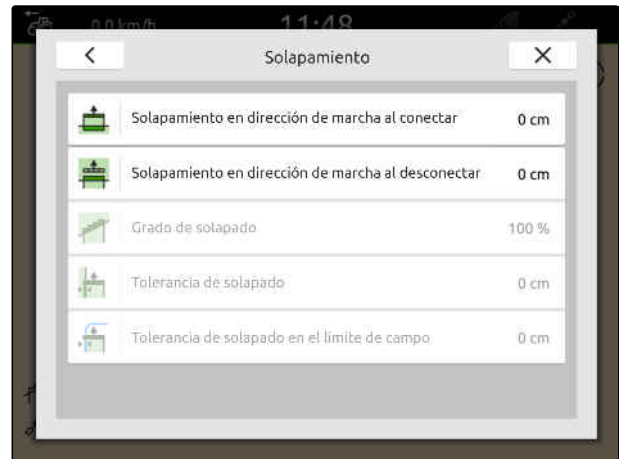 0.0 km/h
11:48
Solapamiento
Solapamiento en dirección de marcha al conectar 0 cm
Solapamiento en dirección de marcha al desconectar 0 cm
Grado de solapado 100 %
Tolerancia de solapado 0 cm
Tolerancia de solapado en el límite de campo 0 cm